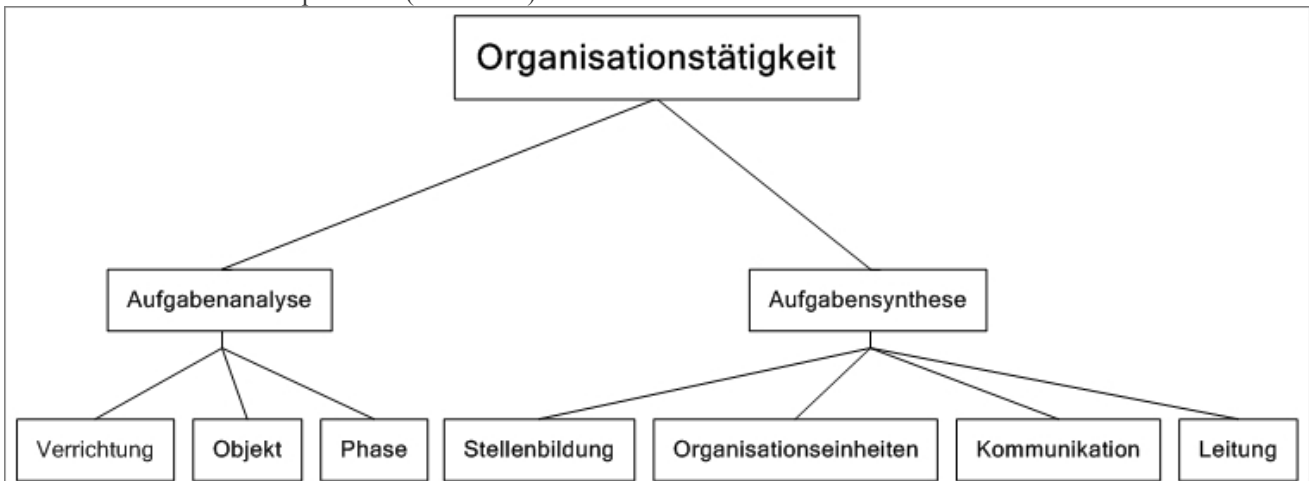 Organisationstätigkeit
Aufgabenanalyse
Aufgabensynthese
Verrichtung
Objekt
Phase
Stellenbildung
Organisationseinheiten
Kommunikation
Leitung